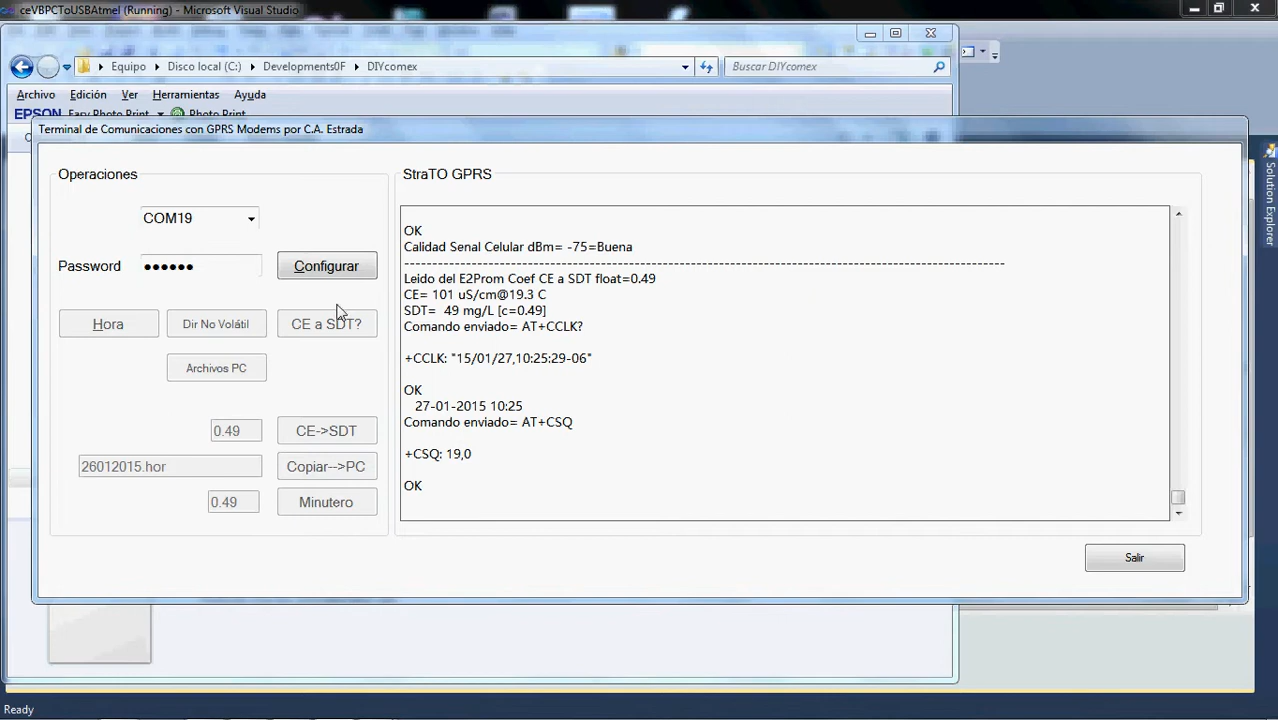 ceVBPCToUSBAtmel (Running) - Microsoft Visual Studio
Equipo
Disco local (C:)
Developments0F
DIYcomex
Buscar DIYcomex
Archivo
Edición
Ver
Herramientas
Ayuda
EPSON Easy Photo Print
Photo Print
Terminal de Comunicaciones con GPRS Modems por C.A. Estrada
Operaciones
COM19
Password
●●●●●●
Configurar
Hora
Dir No Volátil
CE a SDT?
Archivos PC
0.49
CE->SDT
26012015.hor
Copiar-->PC
0.49
Minutero
StraTO GPRS
OK
Calidad Senal Celular dBm= -75=Buena
----------------------------------------------------------------------------------------------------
Leido del E2Prom Coef CE a SDT float=0.49
CE= 101 uS/cm@19.3 C
SDT=  49 mg/L [c=0.49]
Comando enviado= AT+CCLK?
+CCLK: "15/01/27,10:25:29-06"
OK
27-01-2015 10:25
Comando enviado= AT+CSQ
+CSQ: 19,0
OK
Salir
Solution Explorer
Ready